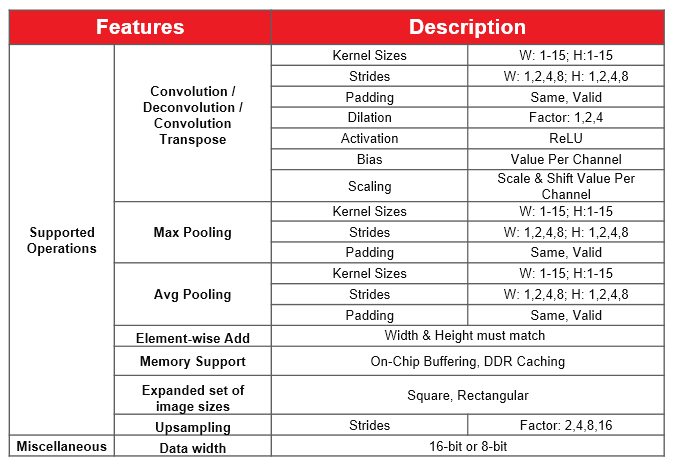 Features Description
Supported
Operations
Convolution /
Deconvolution /
Convolution
Transpose
Kernel Sizes W: 1-15; H:1-15
Strides W: 1,2,4,8; H: 1,2,4,8
Padding Same, Valid
Dilation Factor: 1,2,4
Activation ReLU
Bias Value Per Channel
Scaling Scale & Shift Value Per
Channel
Max Pooling
Kernel Sizes W: 1-15; H:1-15
Strides W: 1,2,4,8; H: 1,2,4,8
Padding Same, Valid
Avg Pooling
Kernel Sizes W: 1-15; H:1-15
Strides W: 1,2,4,8; H: 1,2,4,8
Padding Same, Valid
Element-wise Add Width & Height must match
Memory Support On-Chip Buffering, DDR Caching
Expanded set of
image sizes
Square, Rectangular
Upsampling Strides Factor: 2,4,8,16
Miscellaneous Data width 16-bit or 8-bit